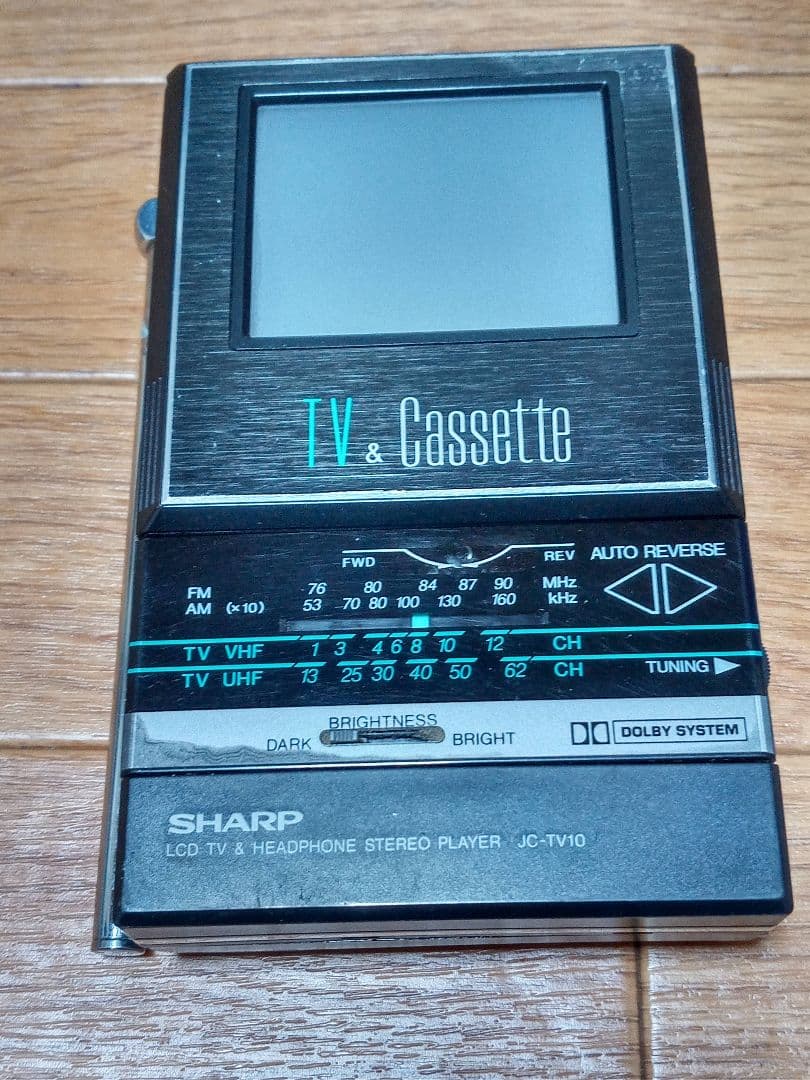 TV & Cassette
FWD REV AUTO REVERSE
FM 76 80 84 87 90 MHz
AM (×10) 53 70 80 100 130 160 kHz
TV VHF 1 3 4 6 8 10 12 CH
TV UHF 13 25 30 40 50 62 CH TUNING
BRIGHTNESS
DARK BRIGHT DOLBY SYSTEM
SHARP
LCD TV & HEADPHONE STEREO PLAYER JC-TV10